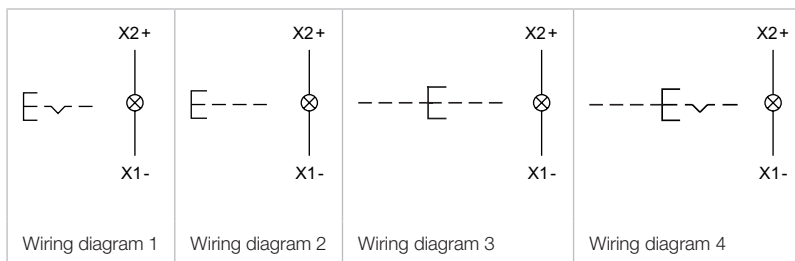 X2+
X1-
Wiring diagram 1
X2+
X1-
Wiring diagram 2
X2+
X1-
Wiring diagram 3
X2+
X1-
Wiring diagram 4